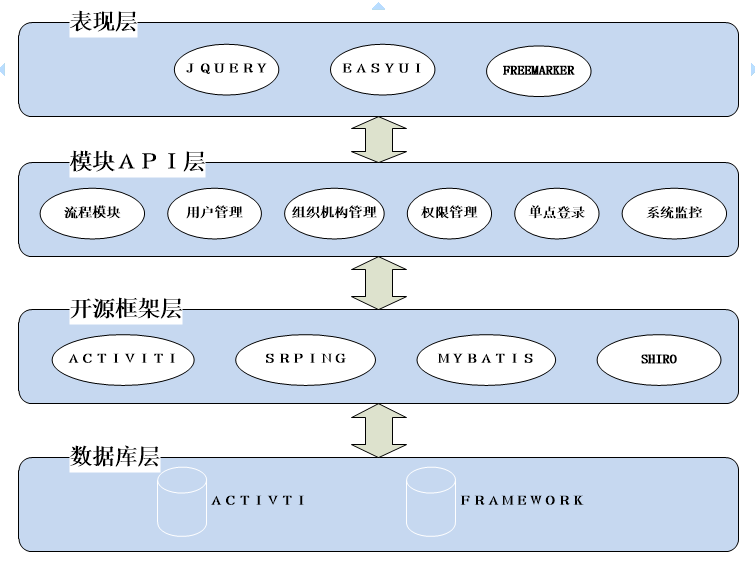 表现层
ＪＱＵＥＲＹ
ＥＡＳＹＵＩ
FREEMARKER
模块ＡＰＩ层
流程模块
用户管理
组织机构管理
权限管理
单点登录
系统监控
开源框架层
ＡＣＴＩＶＩＴＩ
ＳＲＰＩＮＧ
ＭＹＢＡＴＩＳ
SHIRO
数据库层
ＡＣＴＩＶＴＩ
ＦＲＡＭＥＷＯＲＫ